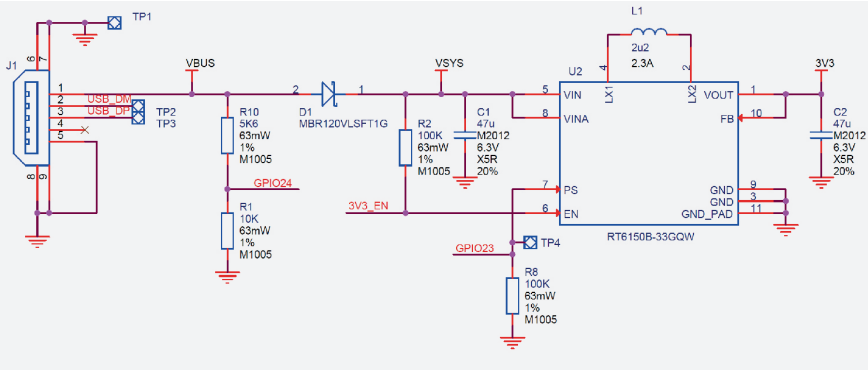 L1
TP1
2u2
2.3A
J1
6
7
VBUS
VSYS
4
2
U2
3V3
LX1
LX2
1
2
3
4
5
USB_DM
USB_DP
TP2
TP3
2
1
D1
MBR120VLSFT1G
5
VIN
8
VINA
VOUT
1
FB
10
R10
5K6
63mW
1%
M1005
R2
100K
63mW
1%
M1005
C1
47u
M2012
6.3V
X5R
20%
C2
47u
M2012
6.3V
X5R
20%
8
9
GPIO24
7
PS
6
EN
GND
9
GND
3
GND_PAD
11
3V3_EN
R1
10K
63mW
1%
M1005
RT6150B-33GQW
TP4
GPIO23
R8
100K
63mW
1%
M1005